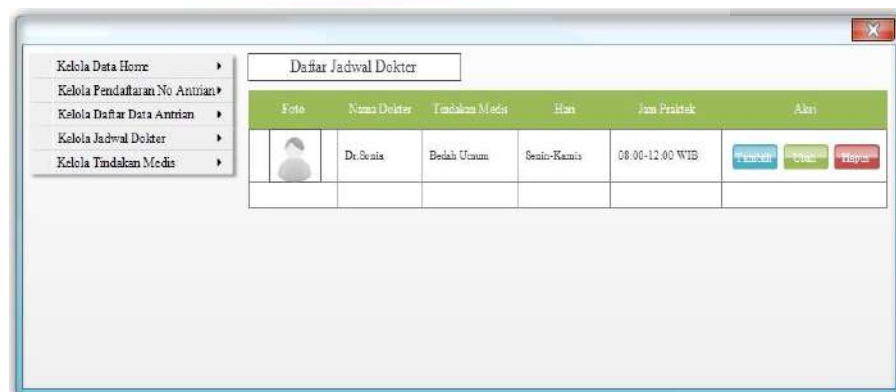 Kelola Data Home
Kelola Pendaftaran No Antrian
Kelola Daftar Data Antrian
Kelola Jadwal Dokter
Kelola Tindakan Medis
Daftar Jadwal Dokter
Foto Nama Dokter Tindakan Medis Hari Jam Praktek Aksi
Dr.Sonia Bedah Umum Senin-Kamis 08:00-12:00 WIB Tambah Ubah Hapus